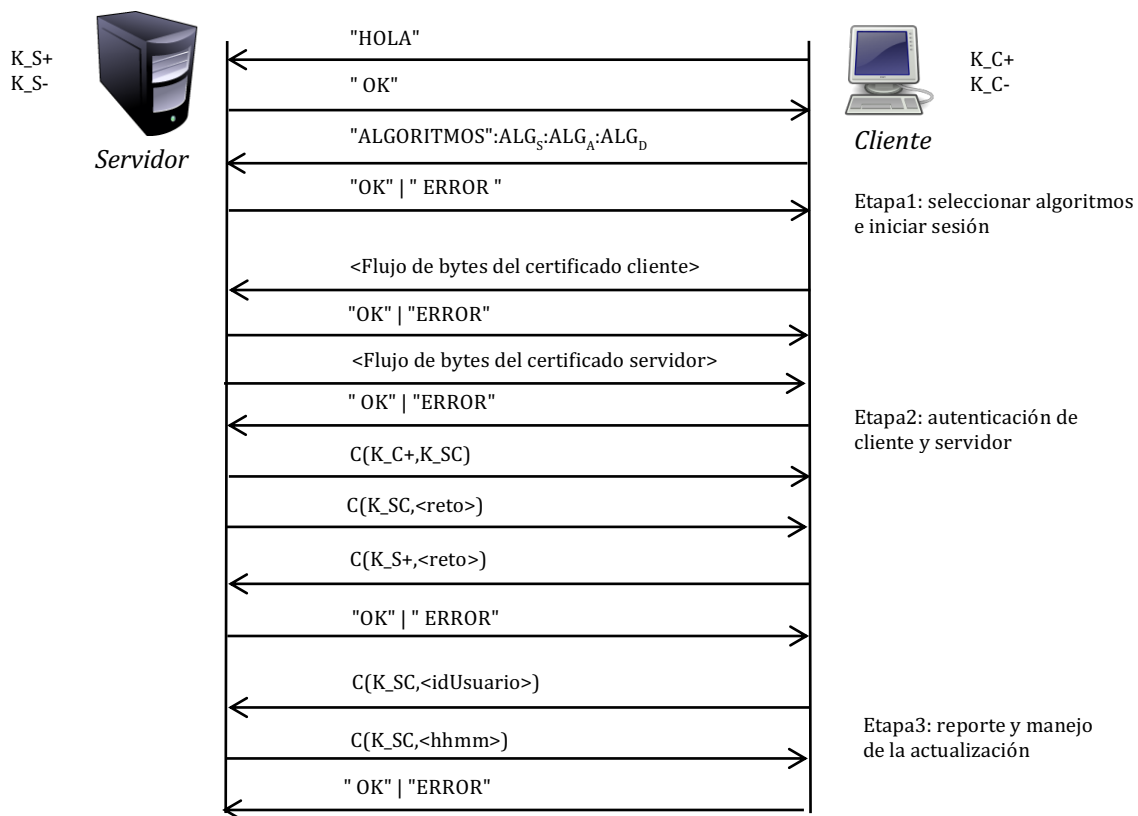 "HOLA"
K_S+
K_S-
K_C+
K_C-
" OK"
"ALGORITMOS":ALG_S:ALG_A:ALG_D
Servidor
Cliente
"OK" | " ERROR "
Etapa1: seleccionar algoritmos
e iniciar sesión
<Flujo de bytes del certificado cliente>
"OK" | "ERROR"
<Flujo de bytes del certificado servidor>
" OK" | "ERROR"
Etapa2: autenticación de
cliente y servidor
C(K_C+,K_SC)
C(K_SC,<reto>)
C(K_S+,<reto>)
"OK" | " ERROR"
C(K_SC,<idUsuario>)
Etapa3: reporte y manejo
de la actualización
C(K_SC,<hhmm>)
" OK" | "ERROR"